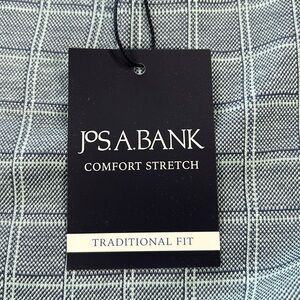 JOS. A. BANK
COMFORT STRETCH
TRADITIONAL FIT